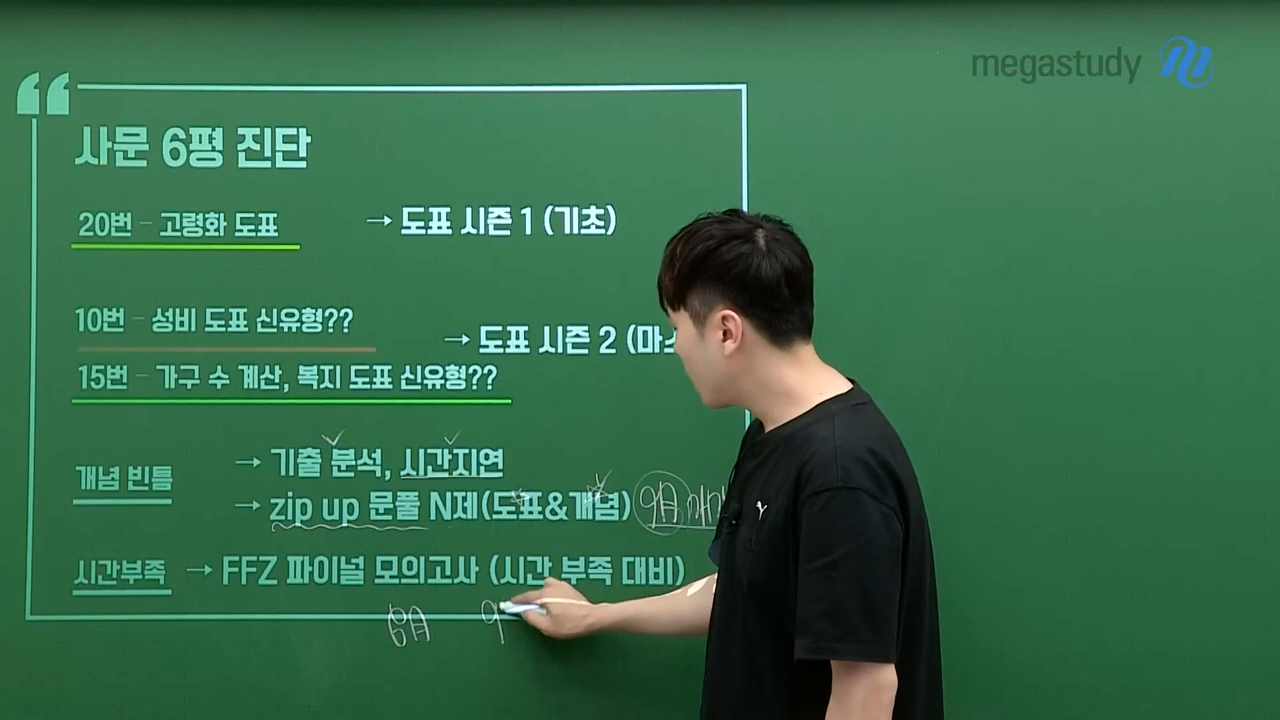 megastudy
사문 6평 진단
20번 - 고령화 도표 → 도표 시즌 1 (기초)
10번 - 성비 도표 신유형??
→ 도표 시즌 2 (마
15번 - 가구 수 계산, 복지 도표 신유형??
개념 빈틈 → 기출 분석, 시간지연
→ zip up 문풀 N제(도표&개념) 9月 까지
시간부족 → FFZ 파이널 모의고사 (시간 부족 대비)
6月 9